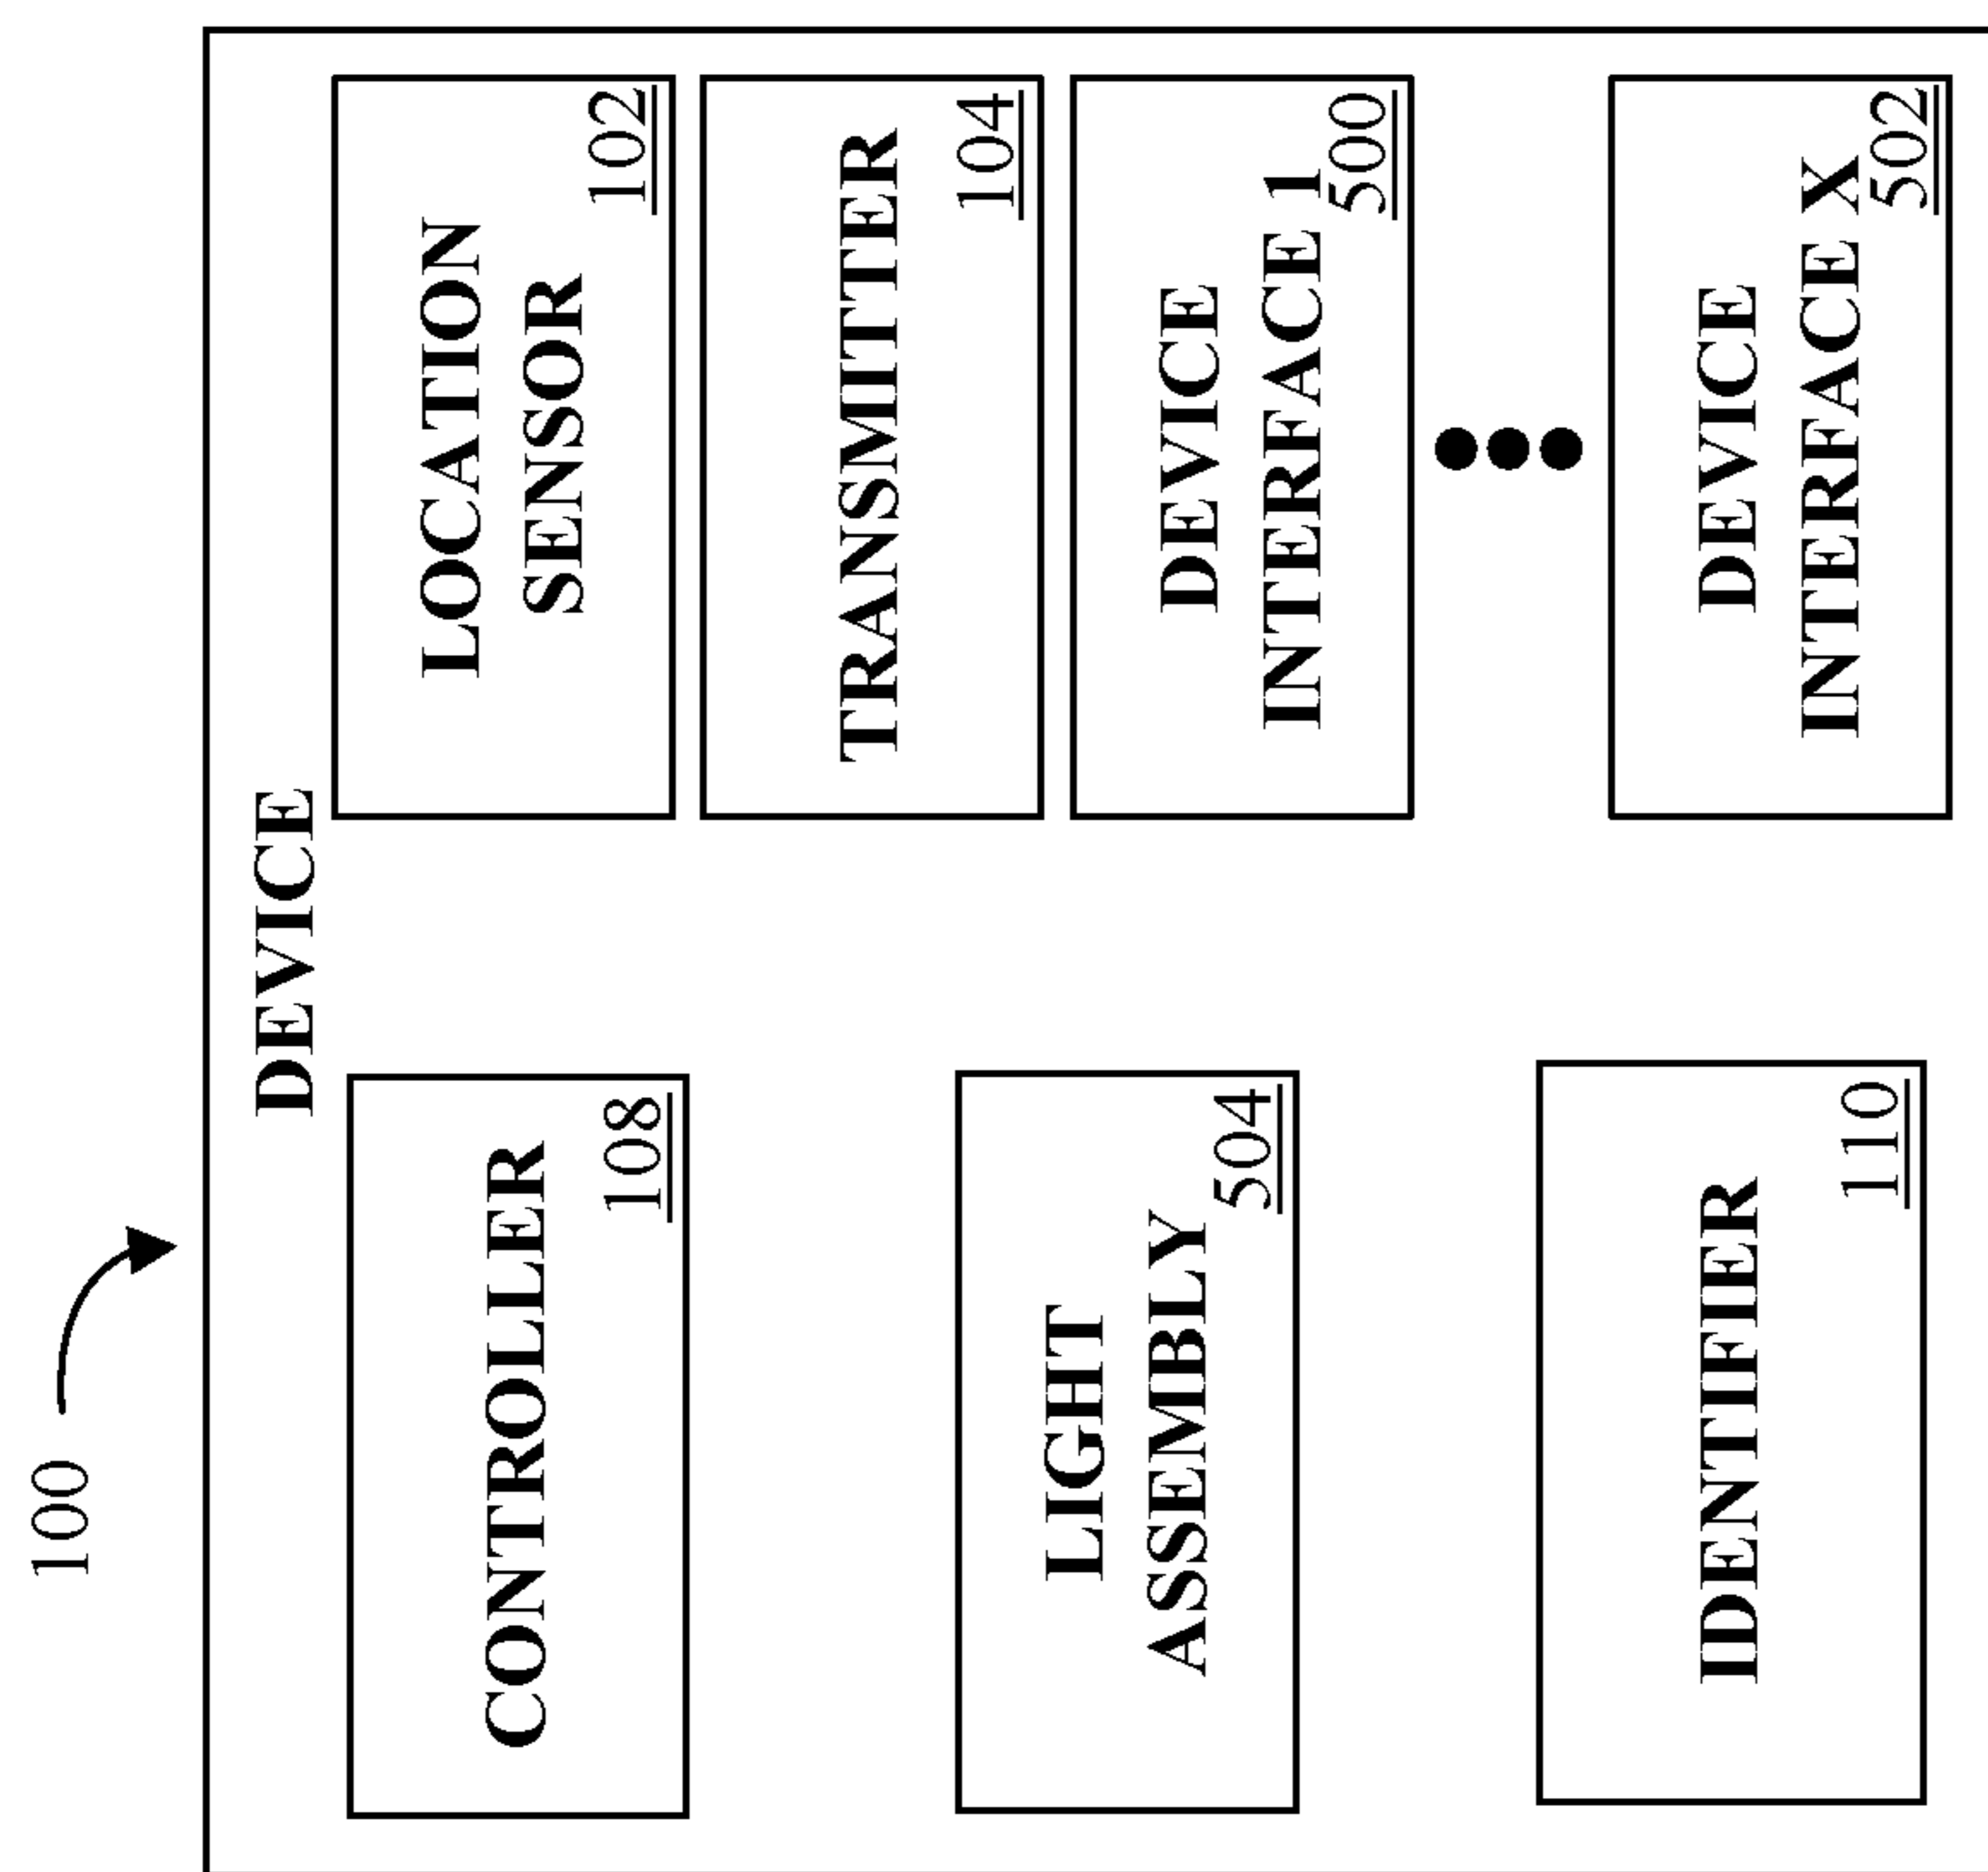 100
DEVICE
CONTROLLER
108
LIGHT
ASSEMBLY
504
IDENTIFIER
110
LOCATION
SENSOR
102
TRANSMITTER
104
DEVICE
INTERFACE 1
500
DEVICE
INTERFACE X
502